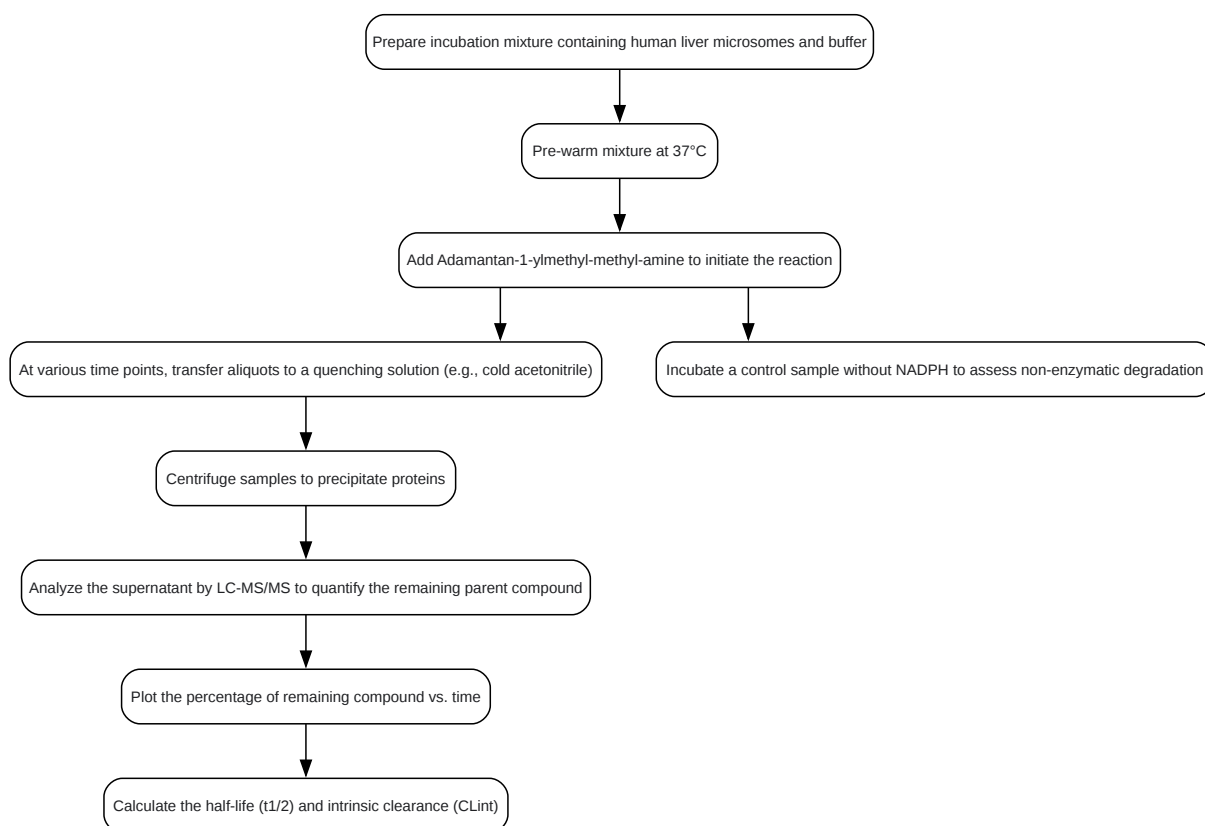 Prepare incubation mixture containing human liver microsomes and buffer
Pre-warm mixture at 37°C
Add Adamantan-1-ylmethyl-methyl-amine to initiate the reaction
At various time points, transfer aliquots to a quenching solution (e.g., cold acetonitrile)
Incubate a control sample without NADPH to assess non-enzymatic degradation
Centrifuge samples to precipitate proteins
Analyze the supernatant by LC-MS/MS to quantify the remaining parent compound
Plot the percentage of remaining compound vs. time
Calculate the half-life (t1/2) and intrinsic clearance (CLint)